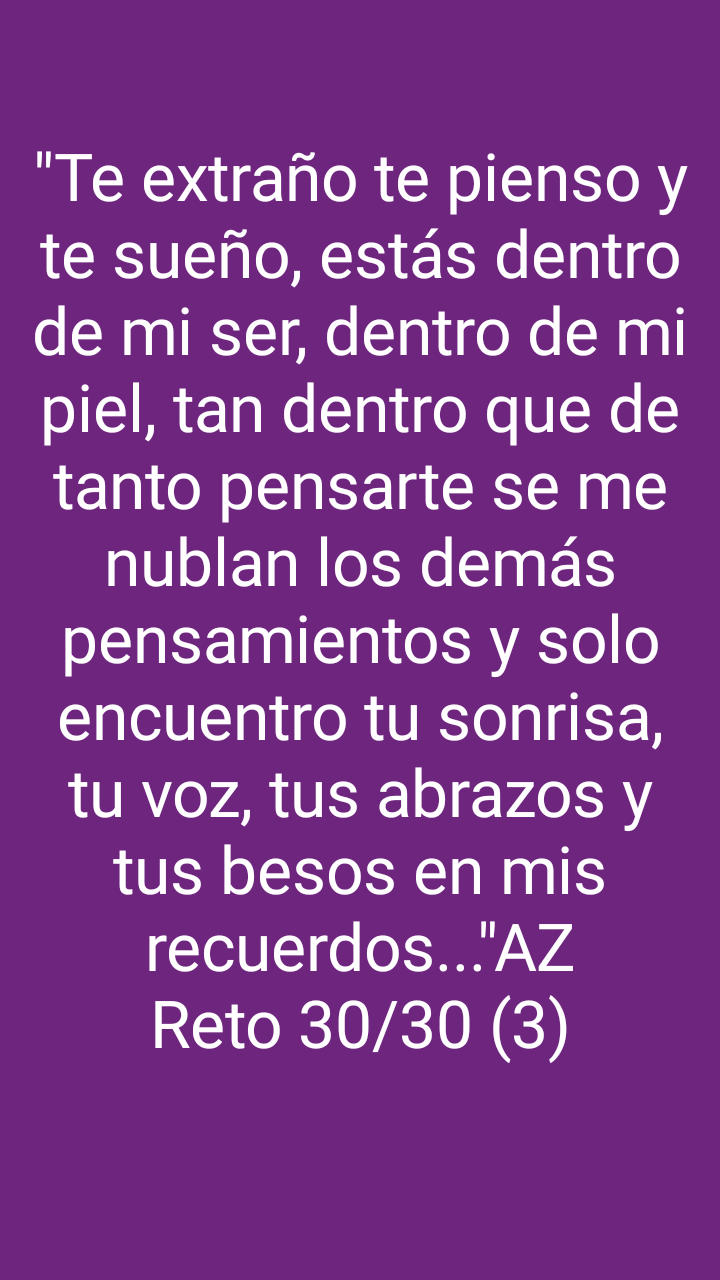 "Te extraño te pienso y
te sueño, estás dentro
de mi ser, dentro de mi
piel, tan dentro que de
tanto pensarte se me
nublan los demás
pensamientos y solo
encuentro tu sonrisa,
tu voz, tus abrazos y
tus besos en mis
recuerdos..."AZ
Reto 30/30 (3)